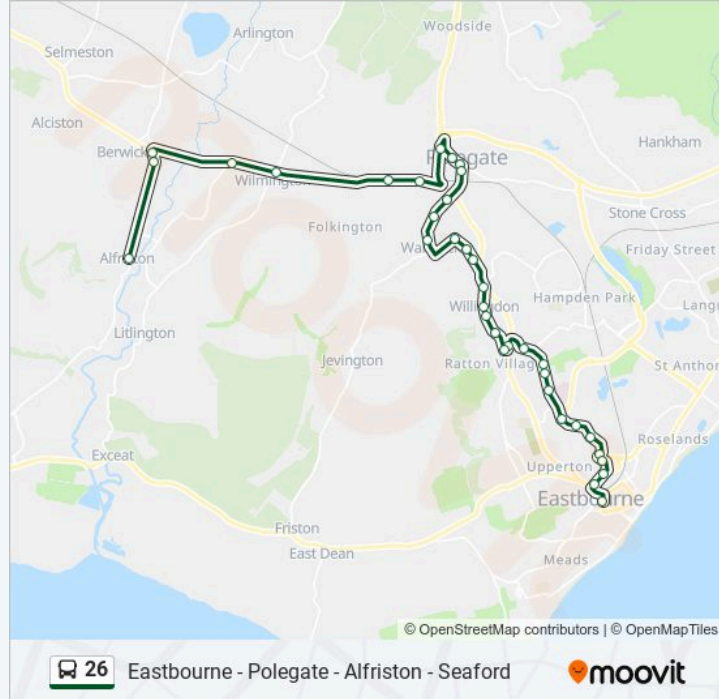 Woodside
Arlington
Selmeston
Alciston
Hankham
Berwick
Polegate
Wilmington
Stone Cross
Folkington
Friday Street
Alfriston
Hampden Park
Willingdon
Litlington
Jevington
Ratton Village
St Antho
Roselands
Exceat
Upperton
Eastbourne
Friston
East Dean
Meads
© OpenStreetMap contributors | © OpenMapTiles
26 Eastbourne - Polegate - Alfriston - Seaford moovit